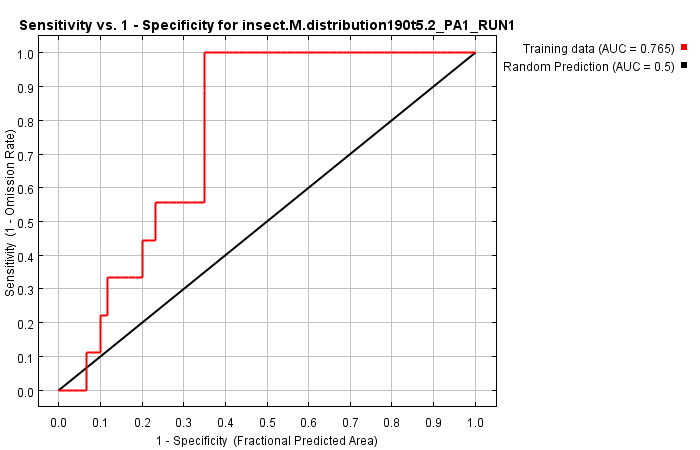 Sensitivity vs. 1 - Specificity for insect.M.distribution190t5.2_PA1_RUN1
Training data (AUC = 0.765)
Random Prediction (AUC = 0.5)
Sensitivity (1 - Omission Rate)
1.0
0.9
0.8
0.7
0.6
0.5
0.4
0.3
0.2
0.1
0.0
0.0 0.1 0.2 0.3 0.4 0.5 0.6 0.7 0.8 0.9 1.0
1 - Specificity (Fractional Predicted Area)